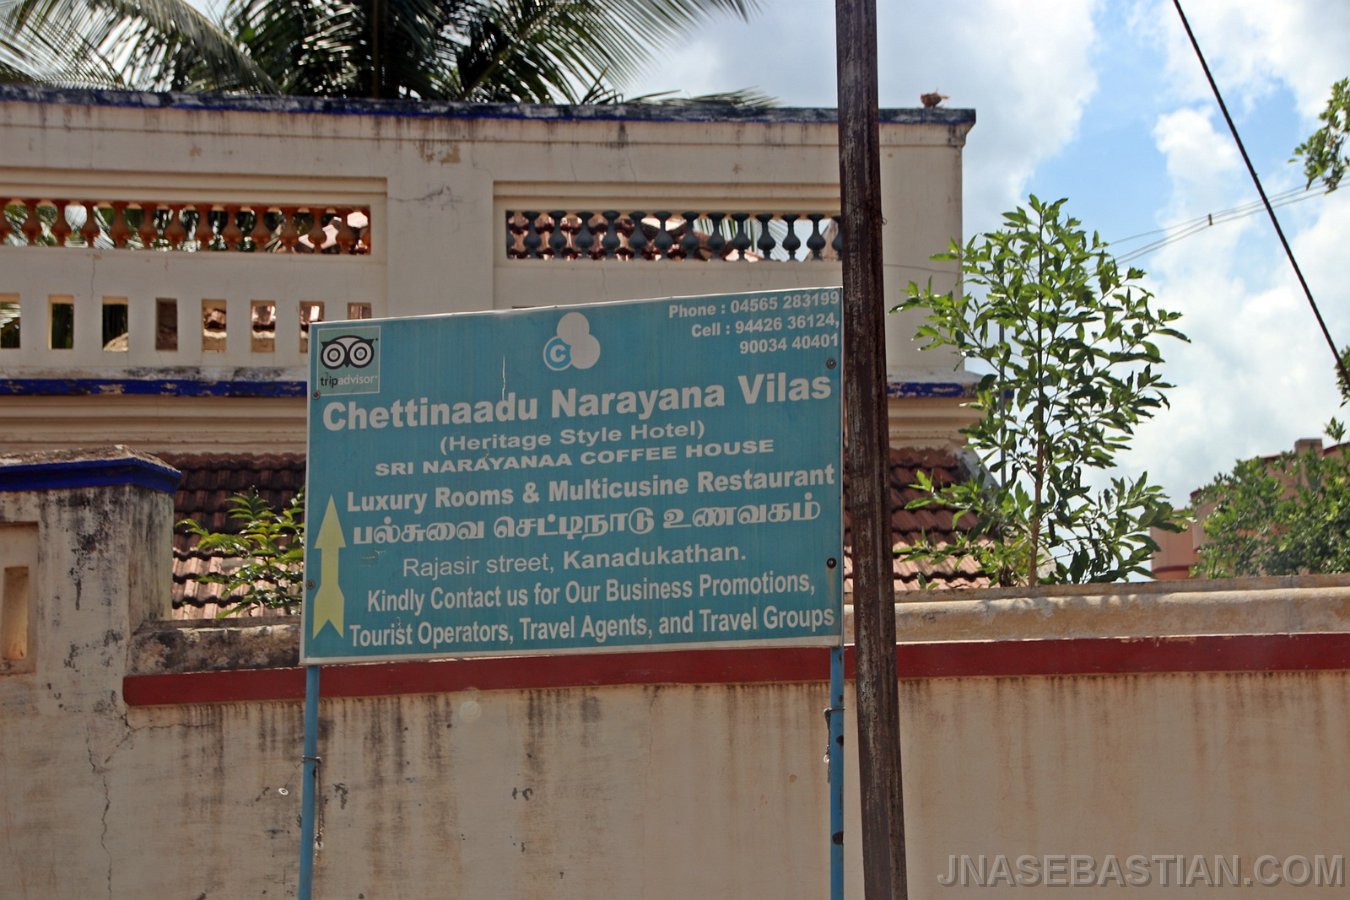 Phone : 04565 283199
Cell : 94426 36124,
90034 40401
tripadvisor
C
Chettinaadu Narayana Vilas
(Heritage Style Hotel)
SRI NARAYANAA COFFEE HOUSE
Luxury Rooms & Multicusine Restaurant
பல்சுவை செட்டிநாடு உணவகம்
Rajasir street, Kanadukathan.
Kindly Contact us for Our Business Promotions,
Tourist Operators, Travel Agents, and Travel Groups
JNASEBASTIAN.COM